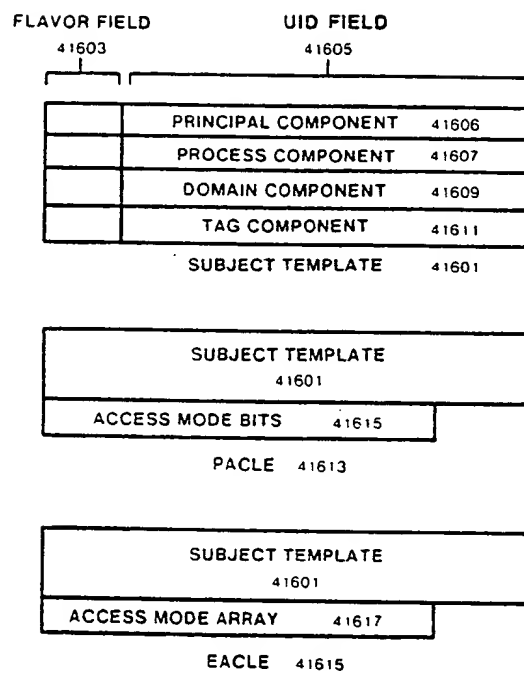 FLAVOR FIELD UID FIELD
41603 41605
PRINCIPAL COMPONENT 41606
PROCESS COMPONENT 41607
DOMAIN COMPONENT 41609
TAG COMPONENT 41611
SUBJECT TEMPLATE 41601
SUBJECT TEMPLATE
41601
ACCESS MODE BITS 41615
PACLE 41613
SUBJECT TEMPLATE
41601
ACCESS MODE ARRAY 41617
EACLE 41615